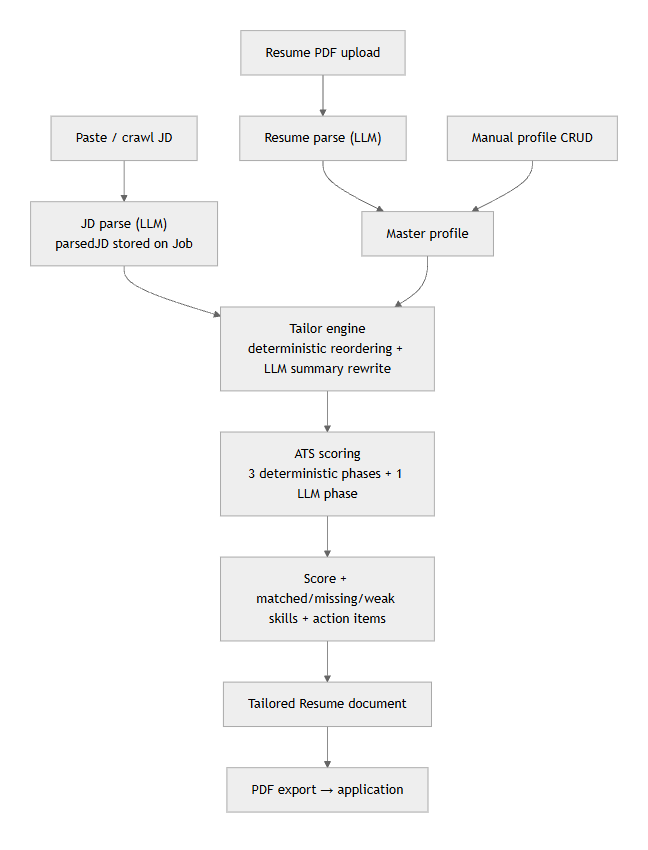 Resume PDF upload
Paste / crawl JD
Resume parse (LLM)
Manual profile CRUD
JD parse (LLM)
parsedJD stored on Job
Master profile
Tailor engine
deterministic reordering +
LLM summary rewrite
ATS scoring
3 deterministic phases + 1
LLM phase
Score +
matched/missing/weak
skills + action items
Tailored Resume document
PDF export → application